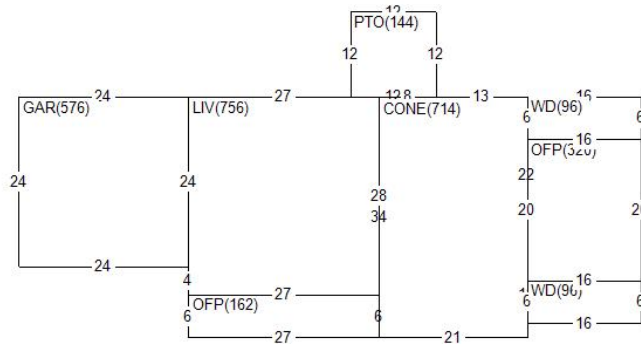 12
PTO(144)
12 12
24 27 8 13 16
GAR(576) LIV(756) CONE(714) WD(96)
6 6
16
OFP(320)
24 24 22
28
34 20
24
4 16
OFP(162) 27 WD(96)
6 6 6 6
27 21 16